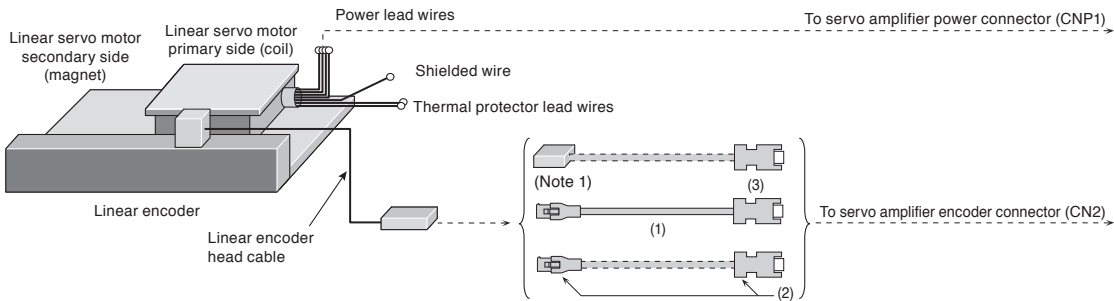 Power lead wires
To servo amplifier power connector (CNP1)
Linear servo motor
secondary side
(magnet)
Linear servo motor
primary side (coil)
Shielded wire
Thermal protector lead wires
Linear encoder
Linear encoder
head cable
(Note 1)
(3)
(1)
(2)
To servo amplifier encoder connector (CN2)